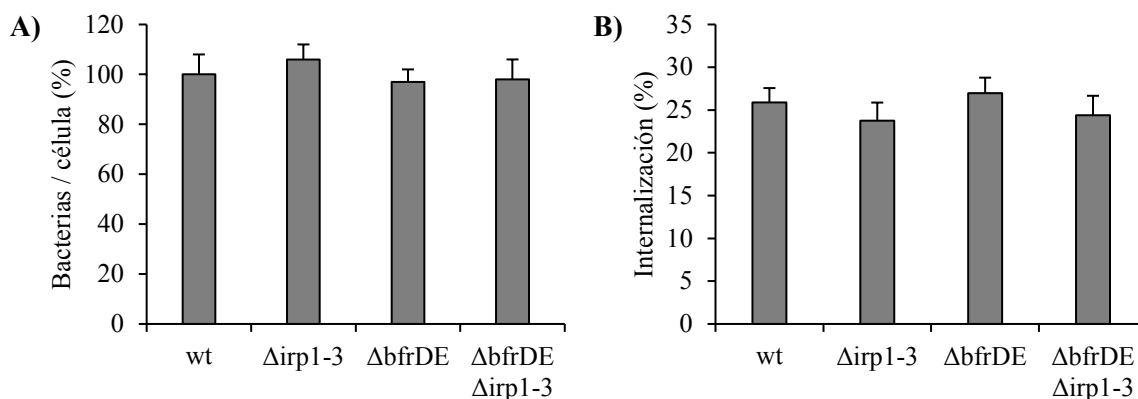 A)
Bacterias / célula (%)
120
100
80
60
40
20
0
wt
Δirp1-3
ΔbfrDE
ΔbfrDE
Δirp1-3
B)
Internalización (%)
35
30
25
20
15
10
5
0
wt
Δirp1-3
ΔbfrDE
ΔbfrDE
Δirp1-3